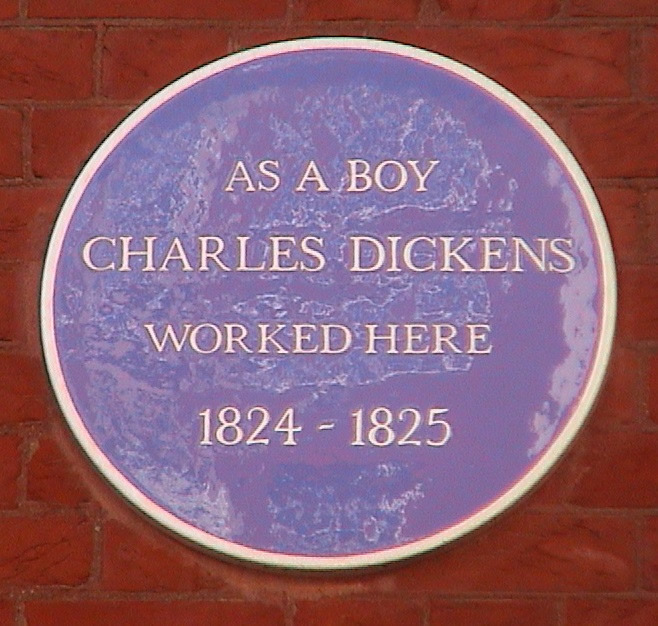 AS A BOY
CHARLES DICKENS
WORKED HERE
1824 - 1825